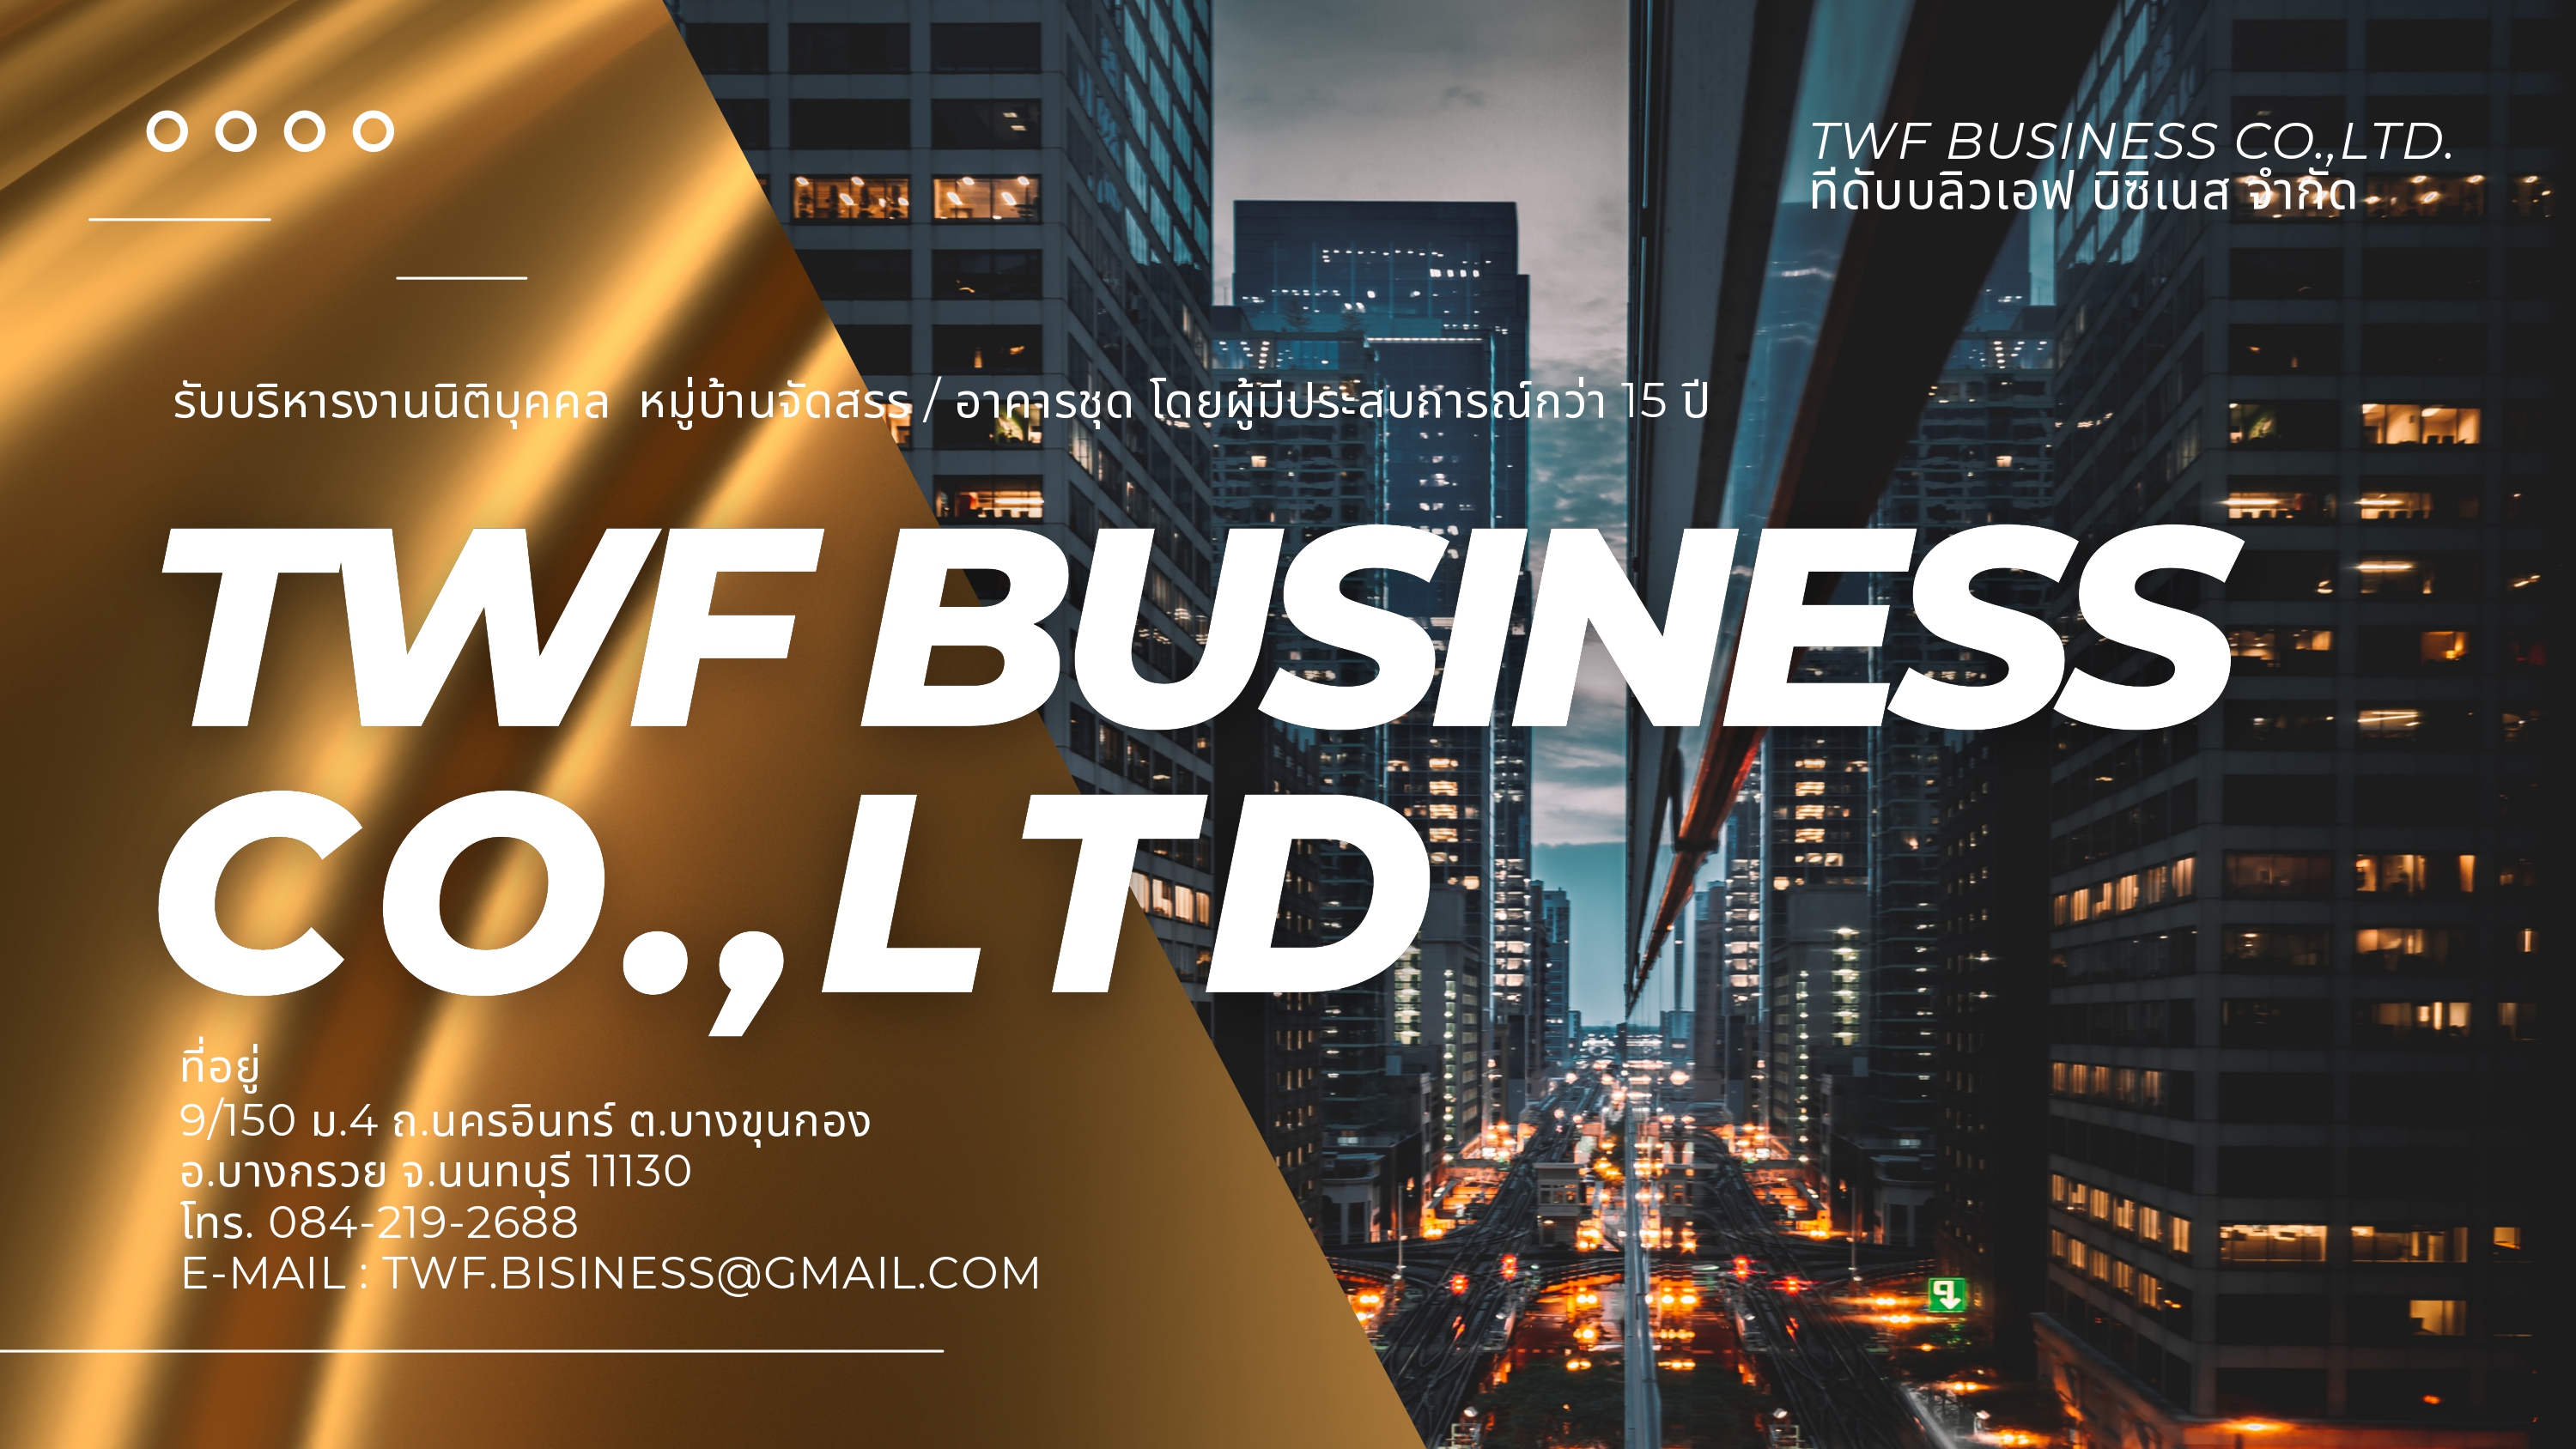 TWF BUSINESS CO.,LTD.
ทีดับบลิวเอฟ บิซิเนส จำกัด
รับบริหารงานนิติบุคคล หมู่บ้านจัดสรร / อาคารชุด โดยผู้มีประสบการณ์กว่า 15 ปี
TWF BUSINESS
CO.,LTD
ที่อยู่
9/150 ม.4 ถ.นครอินทร์ ต.บางขุนกอง
อ.บางกรวย จ.นนทบุรี 11130
โทร. 084-219-2688
E-MAIL : TWF.BISINESS@GMAIL.COM